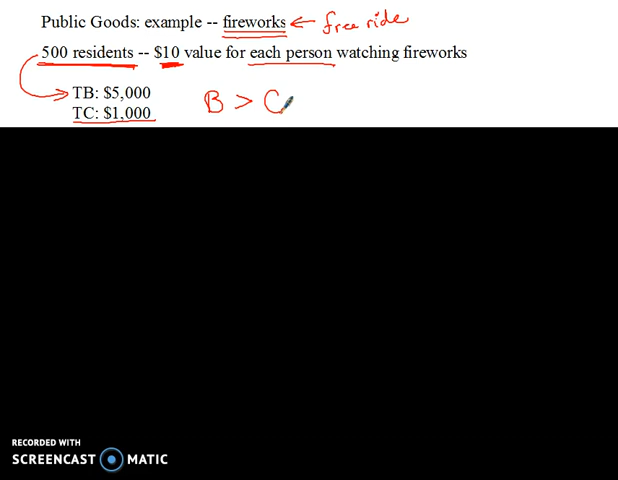 Public Goods: example -- fireworks ← free ride
500 residents -- $10 value for each person watching fireworks
TB: $5,000
TC: $1,000
B > C
RECORDED WITH
SCREENCAST MATIC